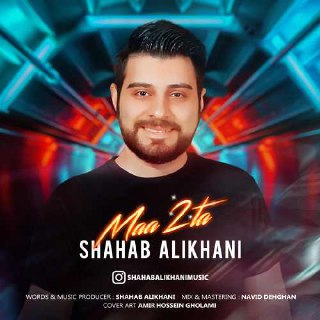 Maa 2ta
SHAHAB ALIKHANI
SHAHABALIKHANIMUSIC
WORDS & MUSIC PRODUCER : SHAHAB ALIKHANI MIX & MASTERING : NAVID DEHGHAN
COVER ART AMIR HOSSEIN GHOLAMI